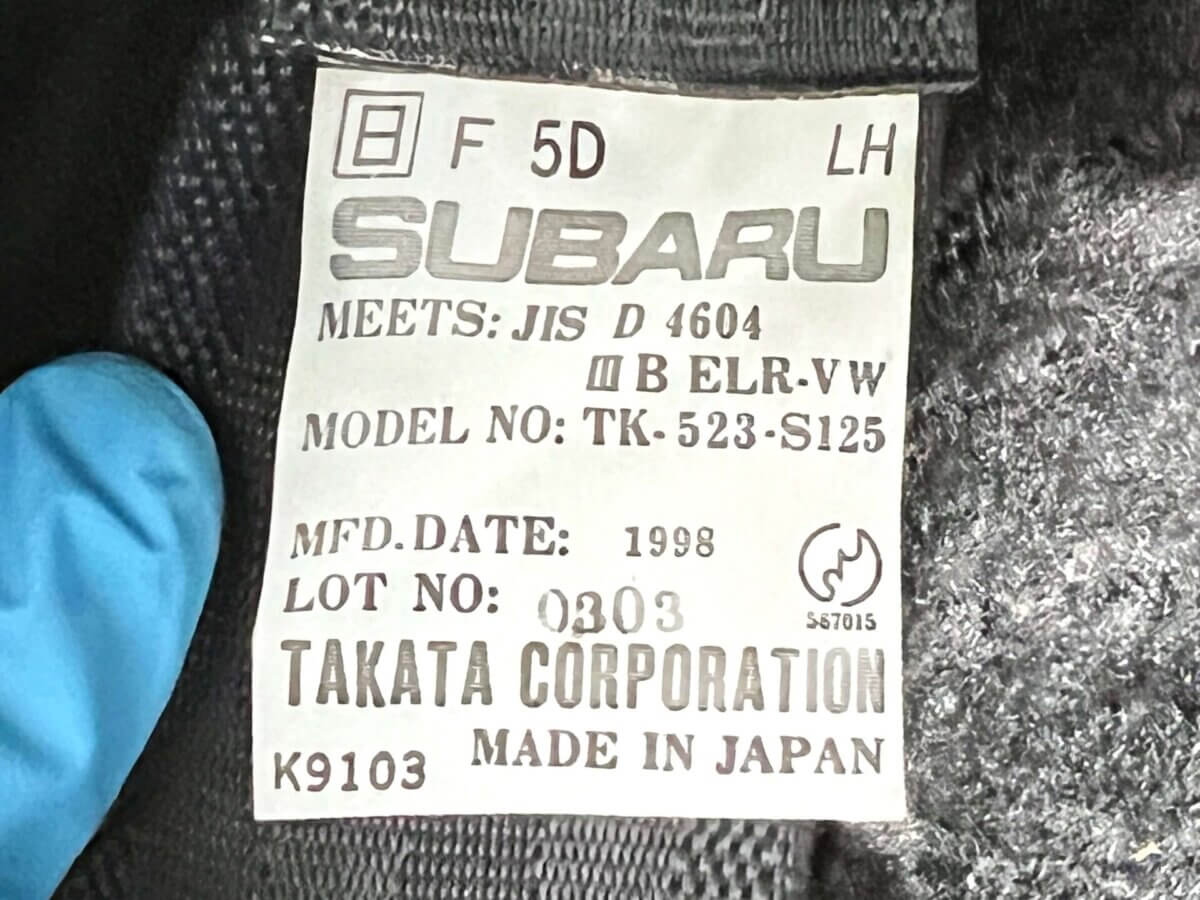 日 F 5D LH
SUBARU
MEETS: JIS D 4604
Ⅲ B ELR-VW
MODEL NO: TK-523-S125
MFD. DATE: 1998
LOT NO: 0303
S67015
TAKATA CORPORATION
MADE IN JAPAN
K9103